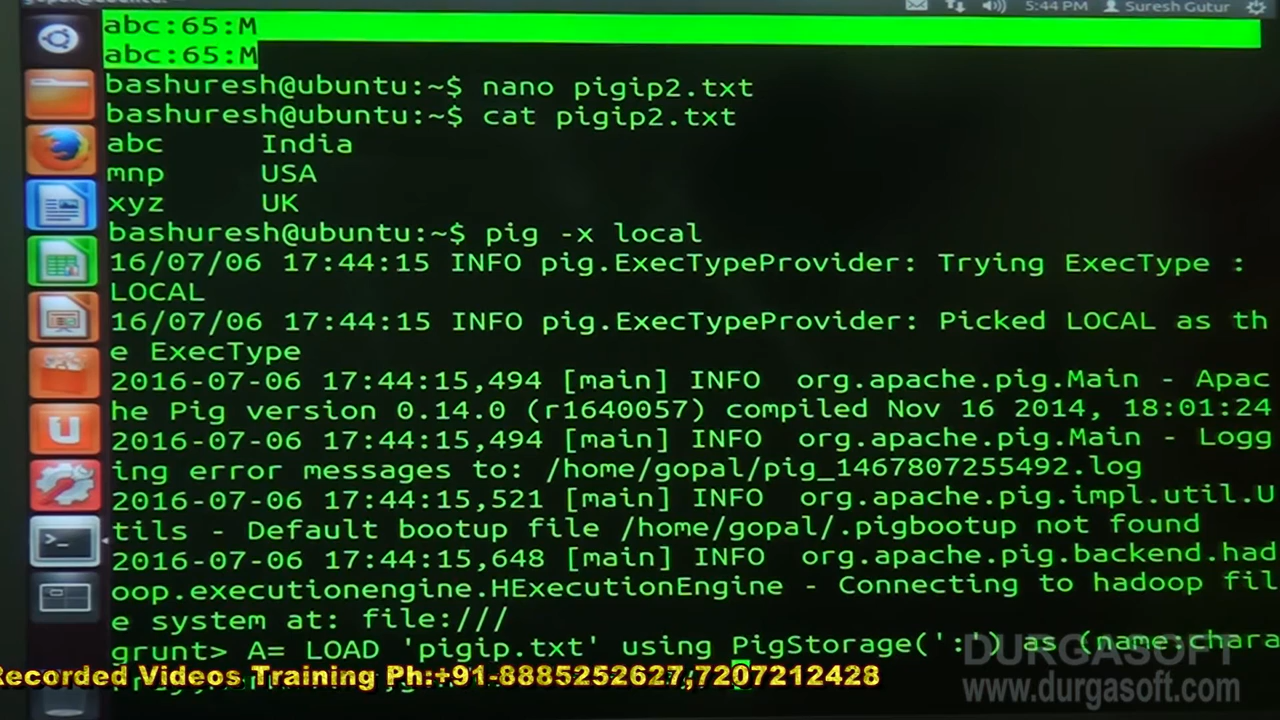 5:44 PM Suresh Gutur
abc:65:M
abc:65:M
bashuresh@ubuntu:~$ nano pigip2.txt
bashuresh@ubuntu:~$ cat pigip2.txt
abc India
mnp USA
xyz UK
bashuresh@ubuntu:~$ pig -x local
16/07/06 17:44:15 INFO pig.ExecTypeProvider: Trying ExecType :
LOCAL
16/07/06 17:44:15 INFO pig.ExecTypeProvider: Picked LOCAL as th
e ExecType
2016-07-06 17:44:15,494 [main] INFO org.apache.pig.Main - Apac
he Pig version 0.14.0 (r1640057) compiled Nov 16 2014, 18:01:24
2016-07-06 17:44:15,494 [main] INFO org.apache.pig.Main - Logg
ing error messages to: /home/gopal/pig_1467807255492.log
2016-07-06 17:44:15,521 [main] INFO org.apache.pig.impl.util.U
tils - Default bootup file /home/gopal/.pigbootup not found
2016-07-06 17:44:15,648 [main] INFO org.apache.pig.backend.had
oop.executionengine.HExecutionEngine - Connecting to hadoop fil
e system at: file:///
grunt> A= LOAD 'pigip.txt' using PigStorage(':') as (name:chara
DURGASOFT
Recorded Videos Training Ph:+91-8885252627,7207212428
www.durgasoft.com